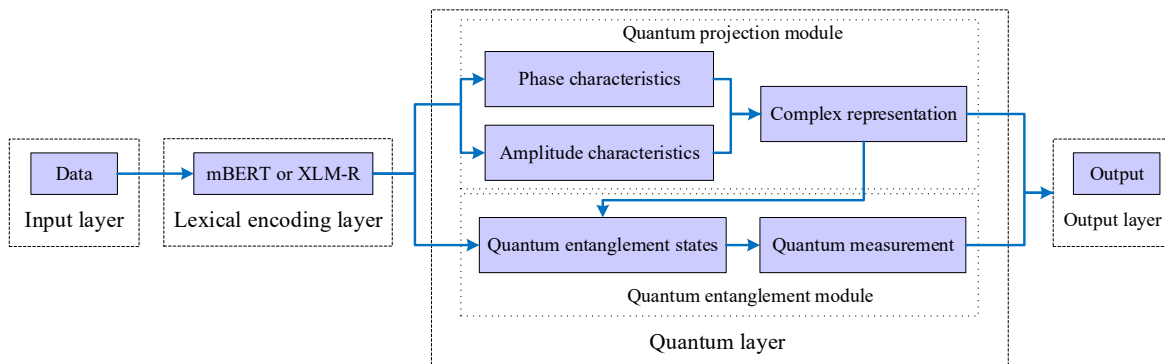 Quantum projection module
Phase characteristics
Complex representation
Amplitude characteristics
Data
mBERT or XLM-R
Output
Input layer
Lexical encoding layer
Output layer
Quantum entanglement states
Quantum measurement
Quantum entanglement module
Quantum layer